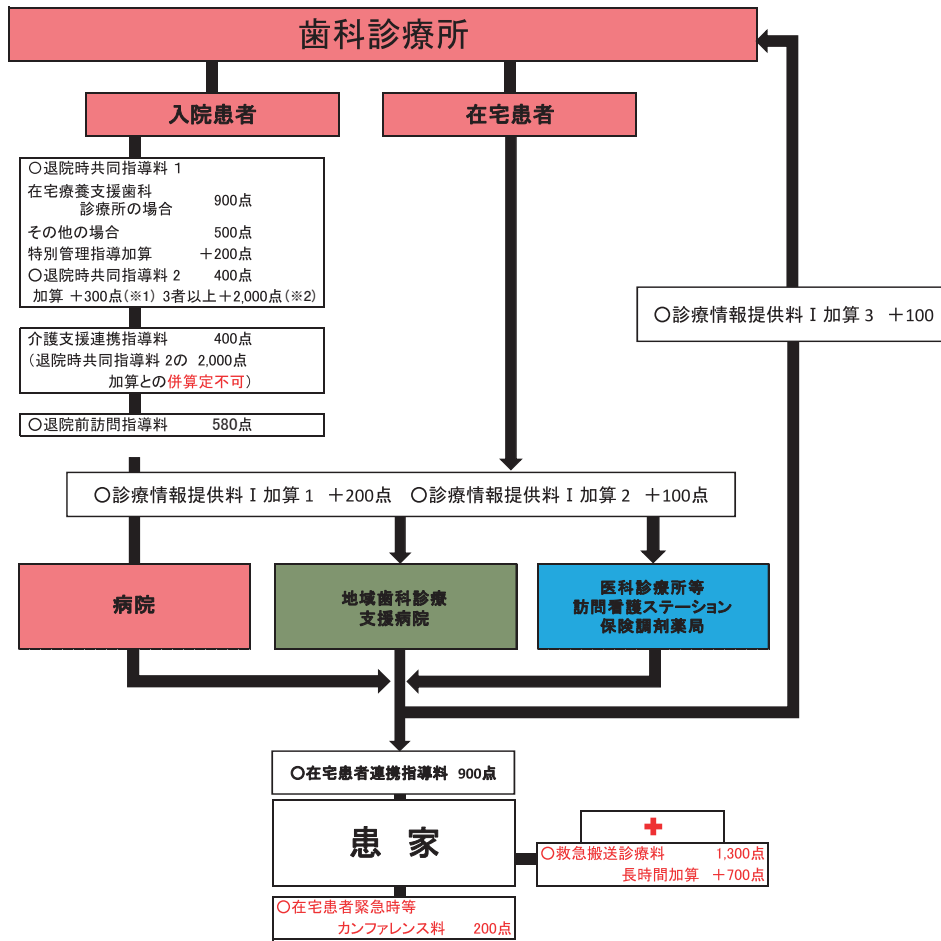 歯科診療所
入院患者
在宅患者
○退院時共同指導料 1
在宅療養支援歯科
診療所の場合 900点
その他の場合 500点
特別管理指導加算 +200点
○退院時共同指導料 2 400点
加算 +300点(※1) 3者以上+2,000点(※2)
介護支援連携指導料 400点
(退院時共同指導料 2の 2,000点
加算との併算定不可)
○退院前訪問指導料 580点
○診療情報提供料 I 加算 3 +100
○診療情報提供料 I 加算 1 +200点 ○診療情報提供料 I 加算 2 +100点
病院
地域歯科診療
支援病院
医科診療所等
訪問看護ステーション
保険調剤薬局
○在宅患者連携指導料 900点
患 家
○救急搬送診療料 1,300点
長時間加算 +700点
○在宅患者緊急時等
カンファレンス料 200点